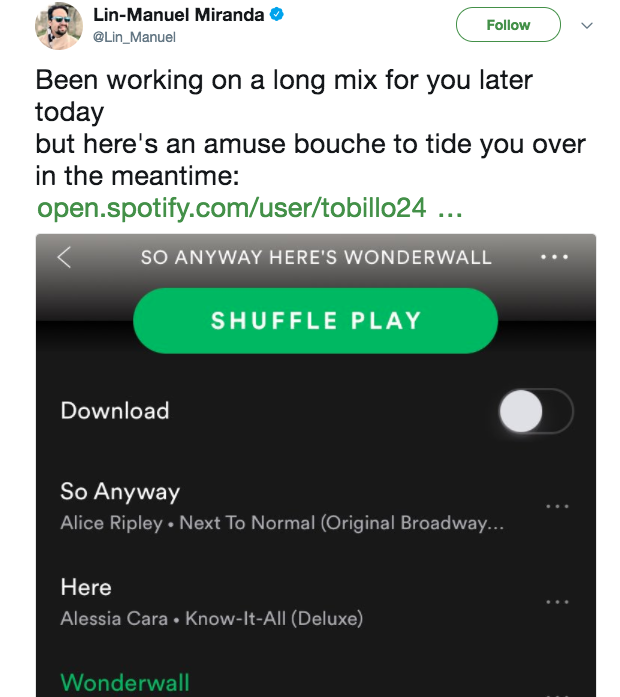 Lin-Manuel Miranda
@Lin_Manuel
Follow
Been working on a long mix for you later
today
but here's an amuse bouche to tide you over
in the meantime:
open.spotify.com/user/tobillo24 ...
SO ANYWAY HERE'S WONDERWALL
SHUFFLE PLAY
Download
So Anyway
Alice Ripley • Next To Normal (Original Broadway...
Here
Alessia Cara • Know-It-All (Deluxe)
Wonderwall